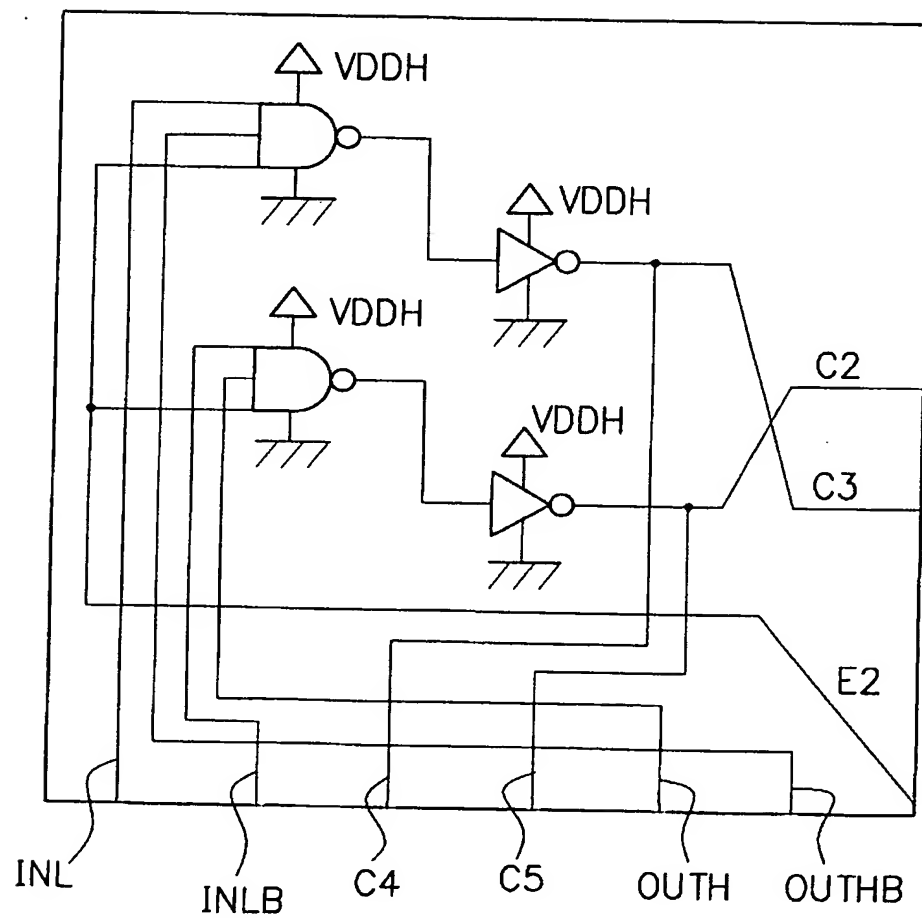 VDDH
VDDH
VDDH
C2
VDDH
C3
E2
INL
INLB
C4
C5
OUTH
OUTHB